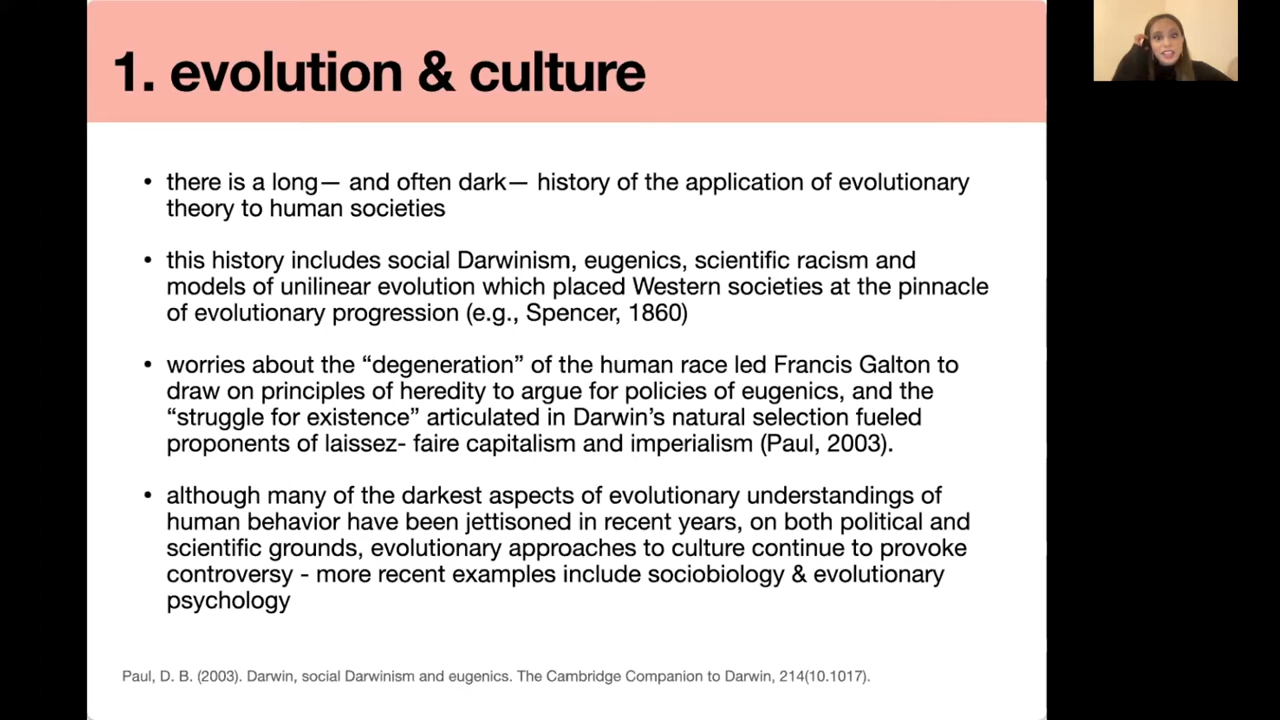 1. evolution & culture
• there is a long— and often dark— history of the application of evolutionary
theory to human societies
• this history includes social Darwinism, eugenics, scientific racism and
models of unilinear evolution which placed Western societies at the pinnacle
of evolutionary progression (e.g., Spencer, 1860)
• worries about the “degeneration” of the human race led Francis Galton to
draw on principles of heredity to argue for policies of eugenics, and the
“struggle for existence” articulated in Darwin’s natural selection fueled
proponents of laissez- faire capitalism and imperialism (Paul, 2003).
• although many of the darkest aspects of evolutionary understandings of
human behavior have been jettisoned in recent years, on both political and
scientific grounds, evolutionary approaches to culture continue to provoke
controversy - more recent examples include sociobiology & evolutionary
psychology
Paul, D. B. (2003). Darwin, social Darwinism and eugenics. The Cambridge Companion to Darwin, 214(10.1017).